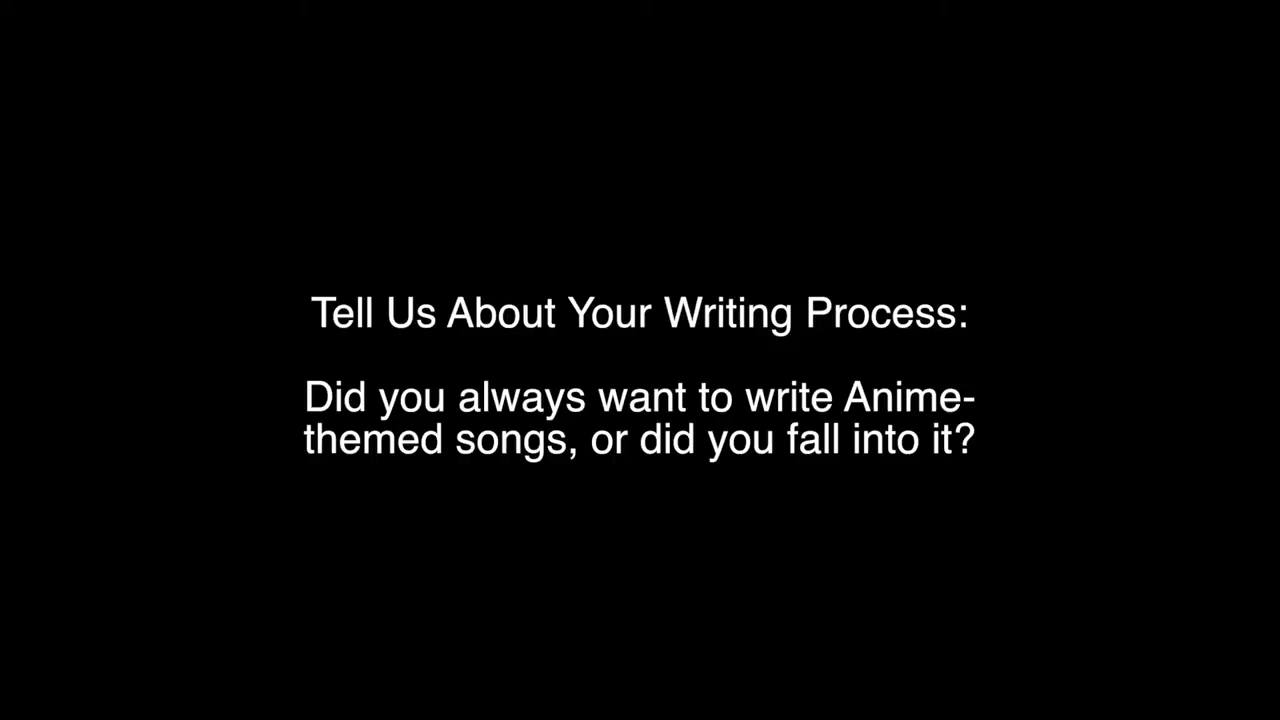 Tell Us About Your Writing Process:
Did you always want to write Anime-
themed songs, or did you fall into it?